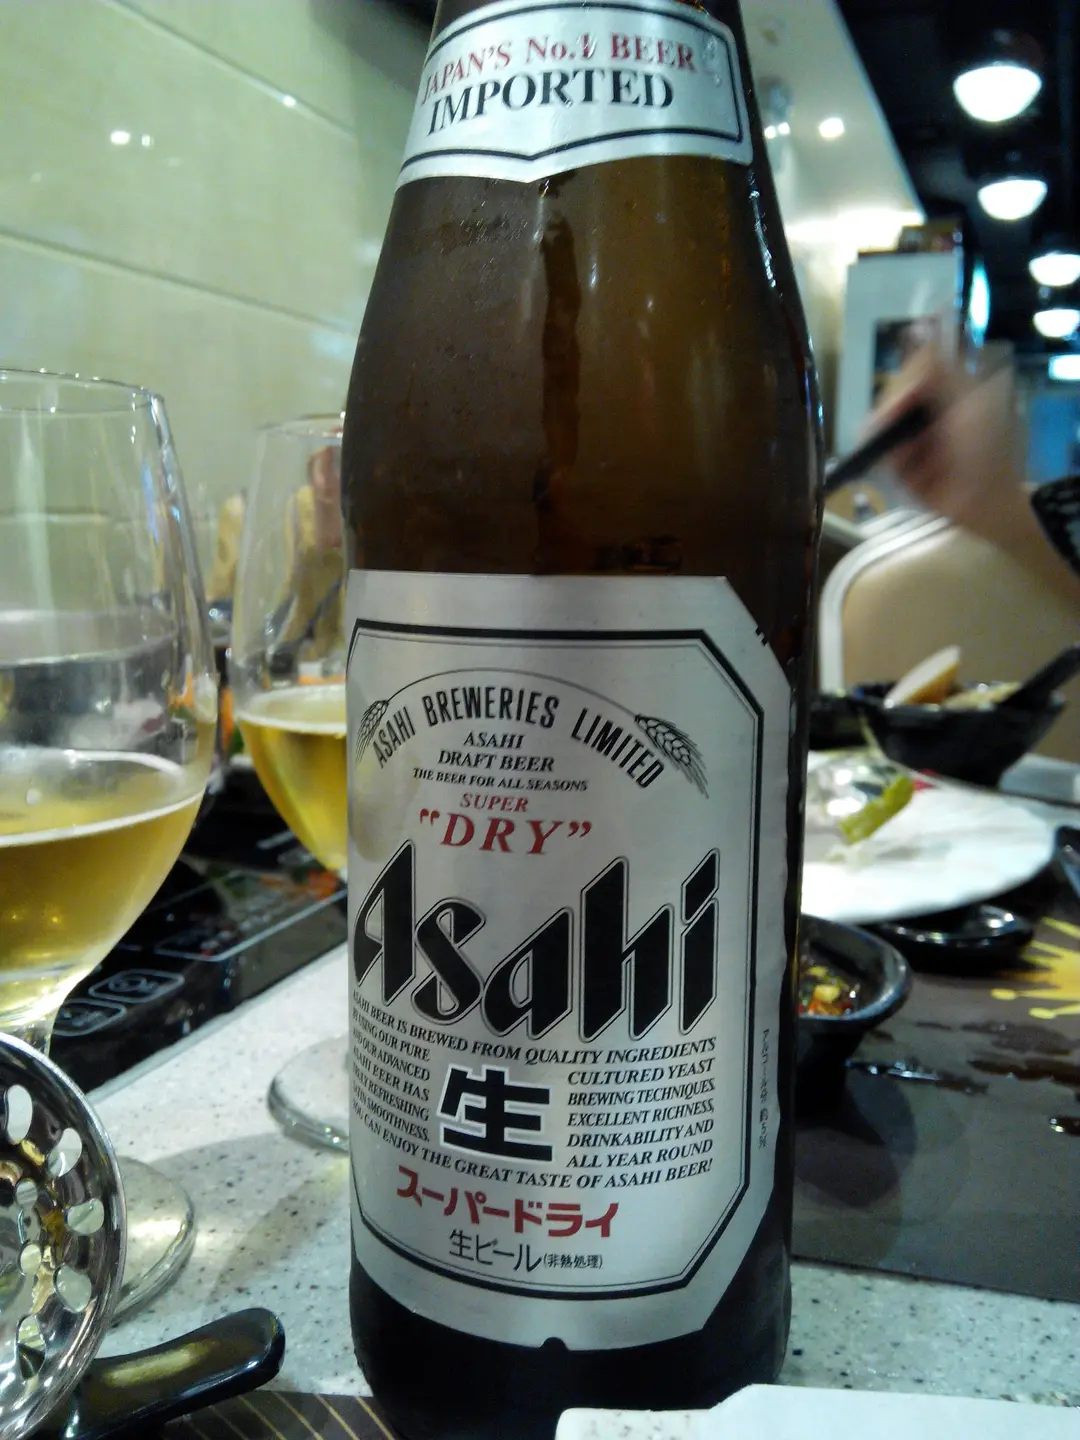 JAPAN'S No.1 BEER
IMPORTED
ASAHI BREWERIES LIMITED
ASAHI
DRAFT BEER
THE BEER FOR ALL SEASONS
SUPER
"DRY"
Asahi
ASAHI BEER IS BREWED FROM QUALITY INGREDIENTS
BY USING OUR PURE CULTURED YEAST
AND OUR ADVANCED BREWING TECHNIQUES.
ASAHI BEER HAS EXCELLENT RICHNESS,
REFRESHING DRINKABILITY AND
SMOOTHNESS. ALL YEAR ROUND
YOU CAN ENJOY THE GREAT TASTE OF ASAHI BEER!
生
スーパードライ
生ビール(非熱処理)